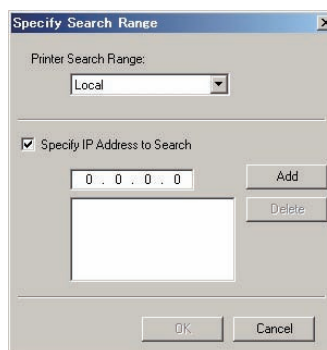 Specify Search Range
Printer Search Range:
Local
Specify IP Address to Search
0 . 0 . 0 . 0
Add
Delete
OK
Cancel